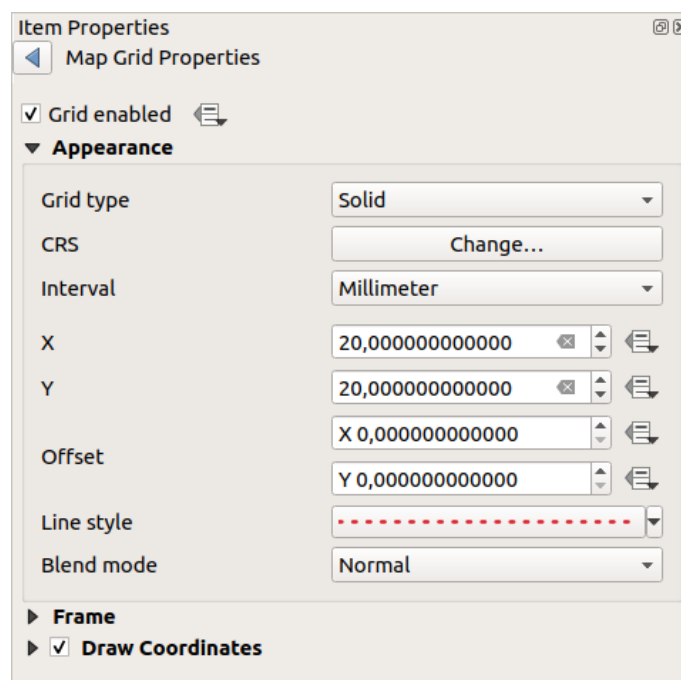 Item Properties
Map Grid Properties
Grid enabled
Appearance
Grid type Solid
CRS Change...
Interval Millimeter
X 20,000000000000
Y 20,000000000000
Offset X 0,000000000000
Y 0,000000000000
Line style
Blend mode Normal
Frame
Draw Coordinates